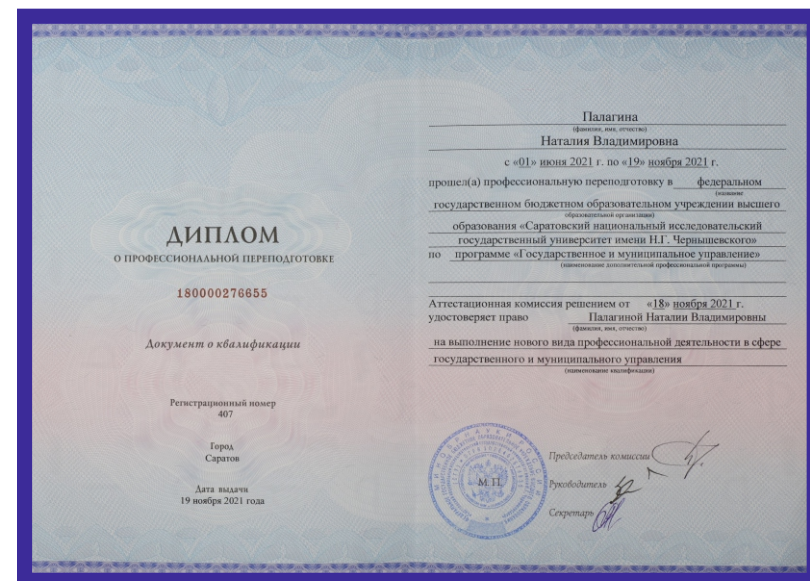 ДИПЛОМ
О ПРОФЕССИОНАЛЬНОЙ ПЕРЕПОДГОТОВКЕ
180000276655
Документ о квалификации
Регистрационный номер
407
Город
Саратов
Дата выдачи
19 ноября 2021 года
Палагина
(фамилия, имя, отчество)
Наталия Владимировна
с «01» июня 2021 г. по «19» ноября 2021 г.
прошел(а) профессиональную переподготовку в федеральном
(название
государственном бюджетном образовательном учреждении высшего
образовательной организации)
образования «Саратовский национальный исследовательский
государственный университет имени Н.Г. Чернышевского»
по программе «Государственное и муниципальное управление»
(наименование дополнительной профессиональной программы)
Аттестационная комиссия решением от «18» ноября 2021 г.
удостоверяет право Палагиной Наталии Владимировны
(фамилия, имя, отчество)
на выполнение нового вида профессиональной деятельности в сфере
государственного и муниципального управления
(наименование квалификации)
МИНОБРНАУКИ РОССИИ
М.П.
Председатель комиссии
Руководитель
Секретарь